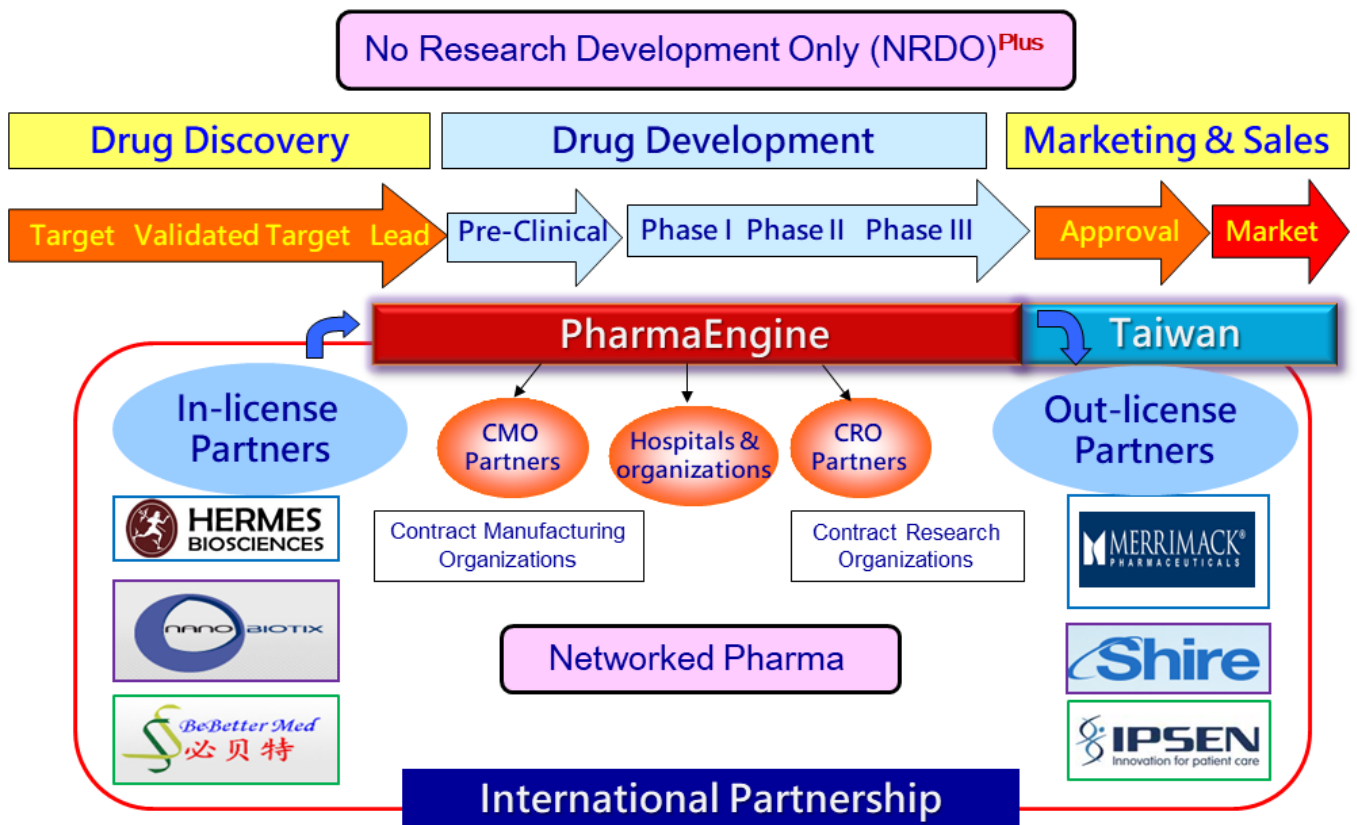 No Research Development Only (NRDO)Plus
Drug Discovery
Drug Development
Marketing & Sales
Target Validated Target Lead
Pre-Clinical
Phase I Phase II Phase III
Approval
Market
PharmaEngine
Taiwan
In-license
Partners
CMO
Partners
Hospitals &
organizations
CRO
Partners
Out-license
Partners
HERMES
BIOSCIENCES
Contract Manufacturing
Organizations
Contract Research
Organizations
MERRIMACK®
PHARMACEUTICALS
NANOBIOTIX
Networked Pharma
Shire
BeBetter Med
必贝特
IPSEN
Innovation for patient care
International Partnership